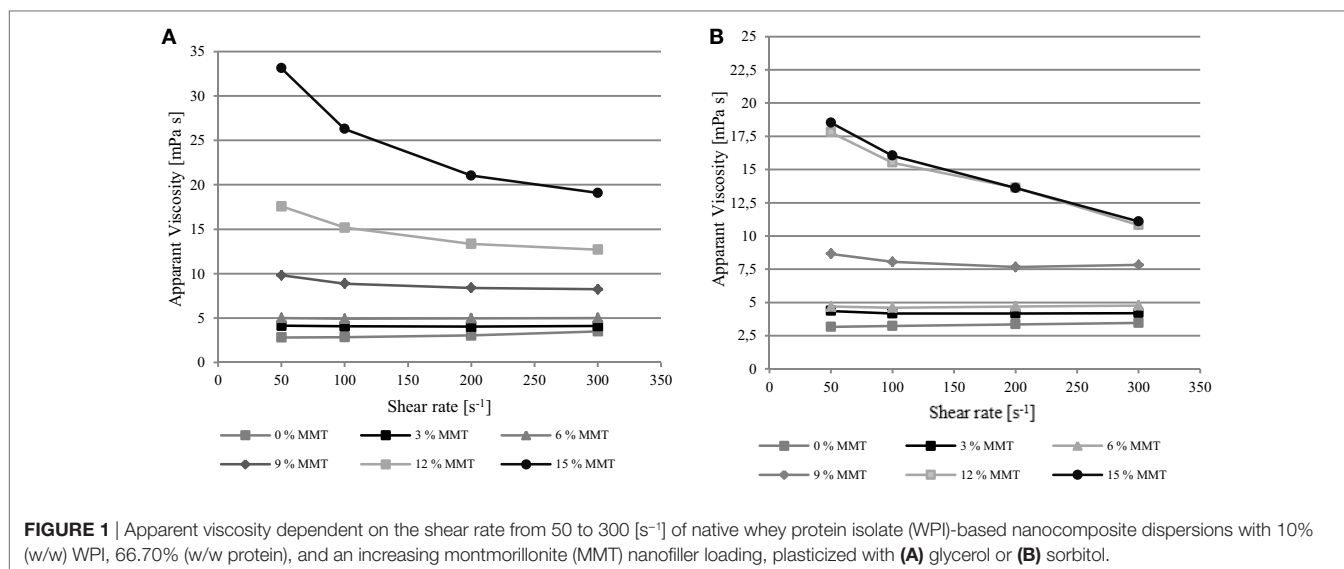 A
35
30
25
20
15
10
5
0
Apparant Viscosity [mPa s]
0 50 100 150 200 250 300 350
Shear rate [s-1]
0 % MMT 3 % MMT 6 % MMT
9 % MMT 12 % MMT 15 % MMT
B
25
22,5
20
17,5
15
12,5
10
7,5
5
2,5
0
Apparant Viscosity [mPa s]
0 50 100 150 200 250 300 350
Shear rate [s-1]
0 % MMT 3 % MMT 6 % MMT
9 % MMT 12 % MMT 15 % MMT
FIGURE 1 | Apparent viscosity dependent on the shear rate from 50 to 300 [s−1] of native whey protein isolate (WPI)-based nanocomposite dispersions with 10%
(w/w) WPI, 66.70% (w/w protein), and an increasing montmorillonite (MMT) nanofiller loading, plasticized with (A) glycerol or (B) sorbitol.